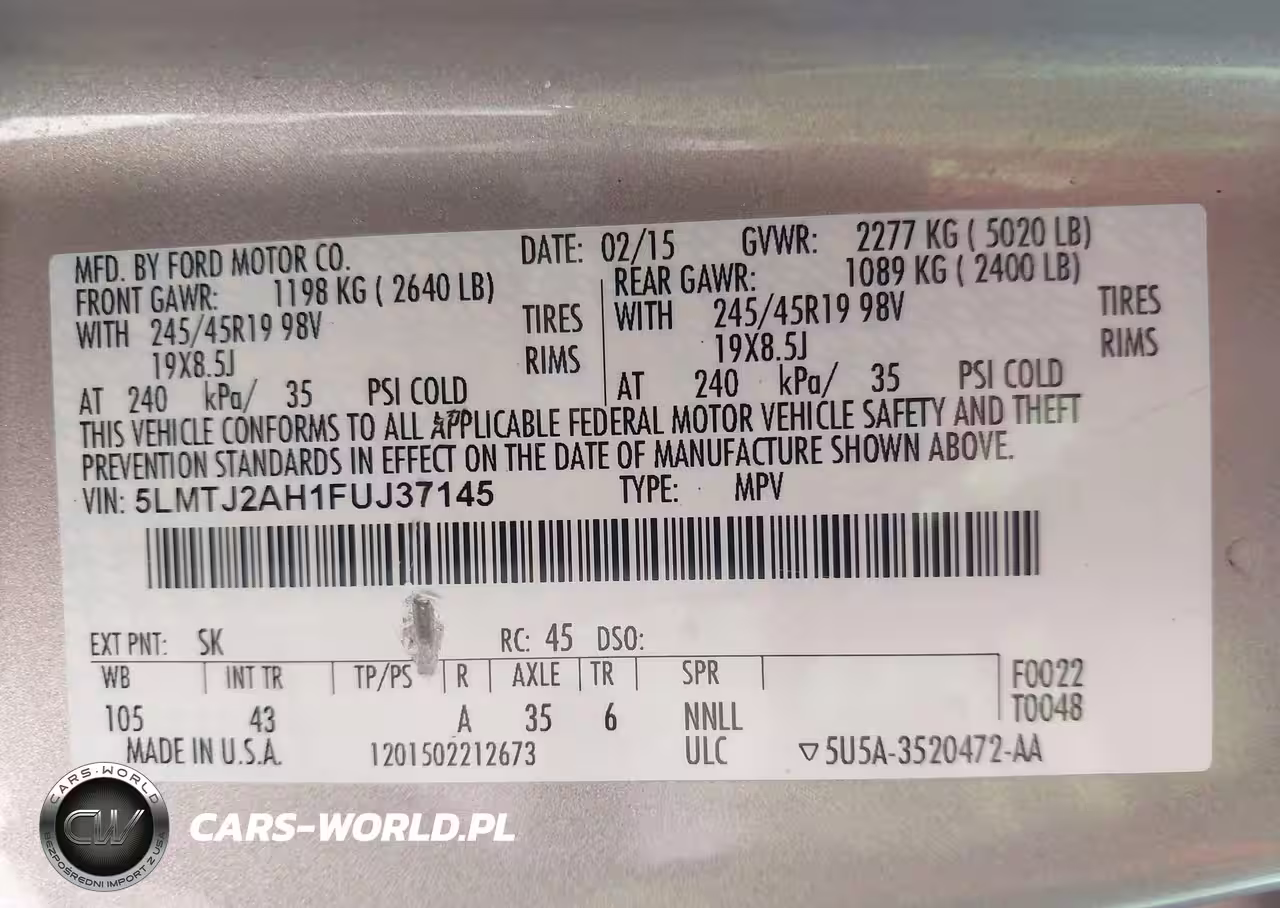 MFD. BY FORD MOTOR CO. DATE: 02/15 GVWR: 2277 KG ( 5020 LB)
FRONT GAWR: 1198 KG ( 2640 LB) REAR GAWR: 1089 KG ( 2400 LB)
WITH 245/45R19 98V TIRES WITH 245/45R19 98V TIRES
19X8.5J RIMS 19X8.5J RIMS
AT 240 kPa/ 35 PSI COLD AT 240 kPa/ 35 PSI COLD
THIS VEHICLE CONFORMS TO ALL APPLICABLE FEDERAL MOTOR VEHICLE SAFETY AND THEFT
PREVENTION STANDARDS IN EFFECT ON THE DATE OF MANUFACTURE SHOWN ABOVE.
VIN: 5LMTJ2AH1FUJ37145 TYPE: MPV
EXT PNT: SK RC: 45 DSO:
WB INT TR TP/PS R AXLE TR SPR F0022
105 43 A 35 6 NNLL T0048
MADE IN U.S.A. 1201502212673 ULC ▽5U5A-3520472-AA
CARS-WORLD
CW
BEZPOŚREDNI IMPORT Z USA
CARS-WORLD.PL